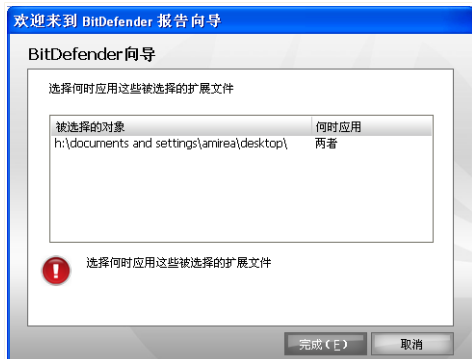 欢迎来到 BitDefender 报告向导
BitDefender向导
选择何时应用这些被选择的扩展文件
被选择的对象 何时应用
h:\documents and settings\amirea\desktop\ 两者
选择何时应用这些被选择的扩展文件
完成(F) 取消